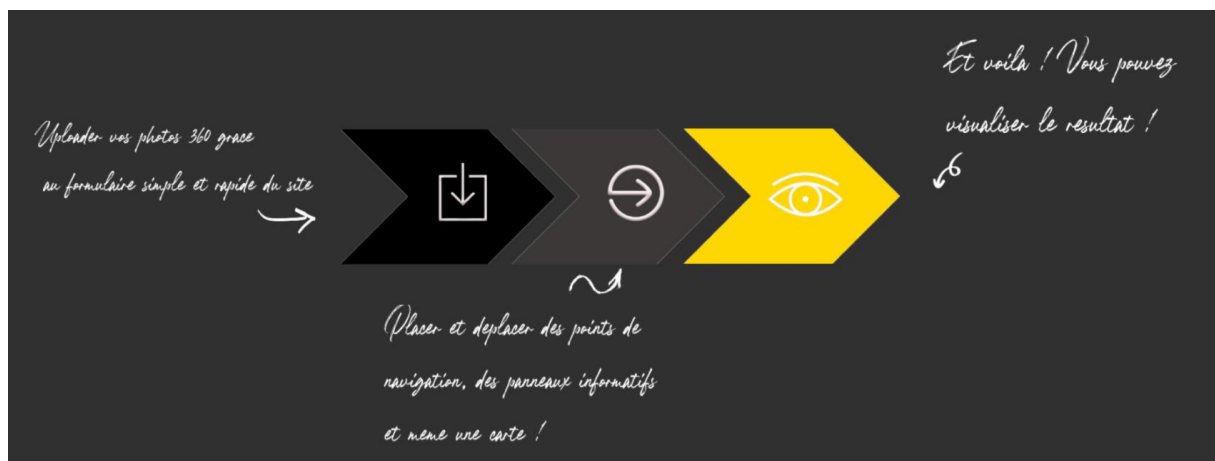 Uploader vos photos 360 grace
au formulaire simple et rapide du site
Placer et deplacer des points de
navigation, des panneaux informatifs
et meme une carte !
Et voila ! Vous pouvez
visualiser le resultat !